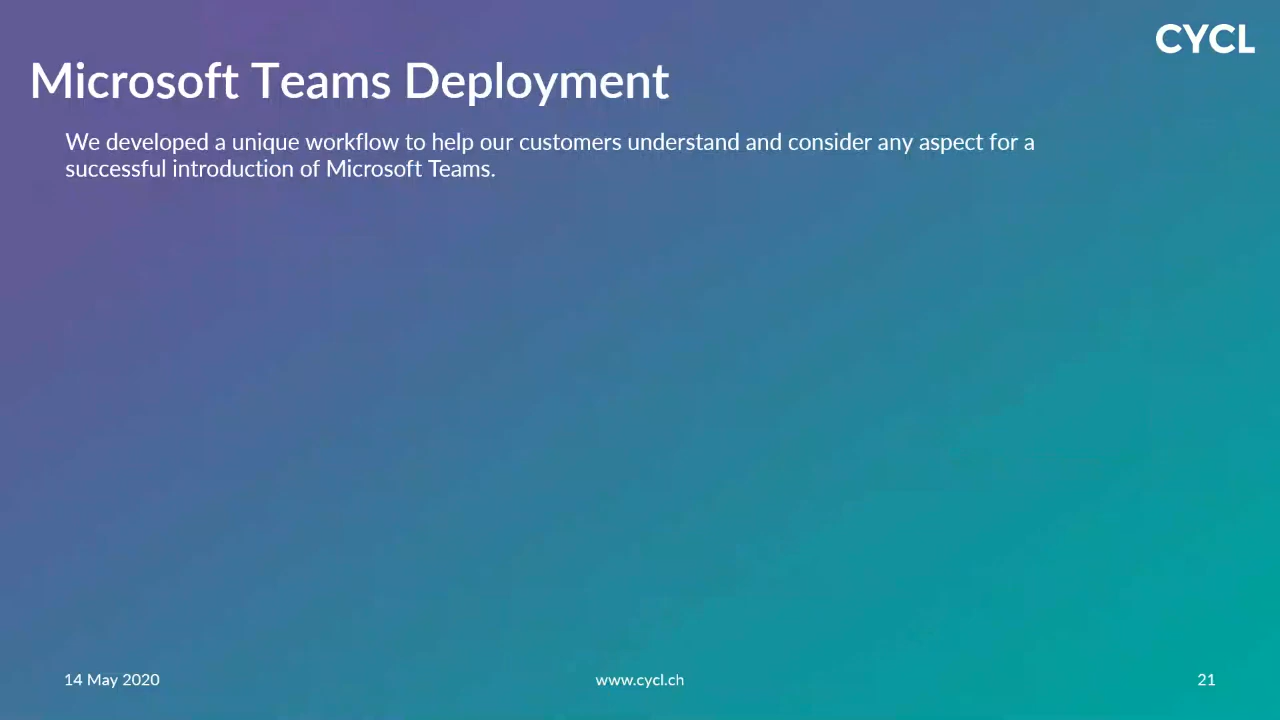 CYCL
Microsoft Teams Deployment
We developed a unique workflow to help our customers understand and consider any aspect for a
successful introduction of Microsoft Teams.
14 May 2020
www.cycl.ch
21